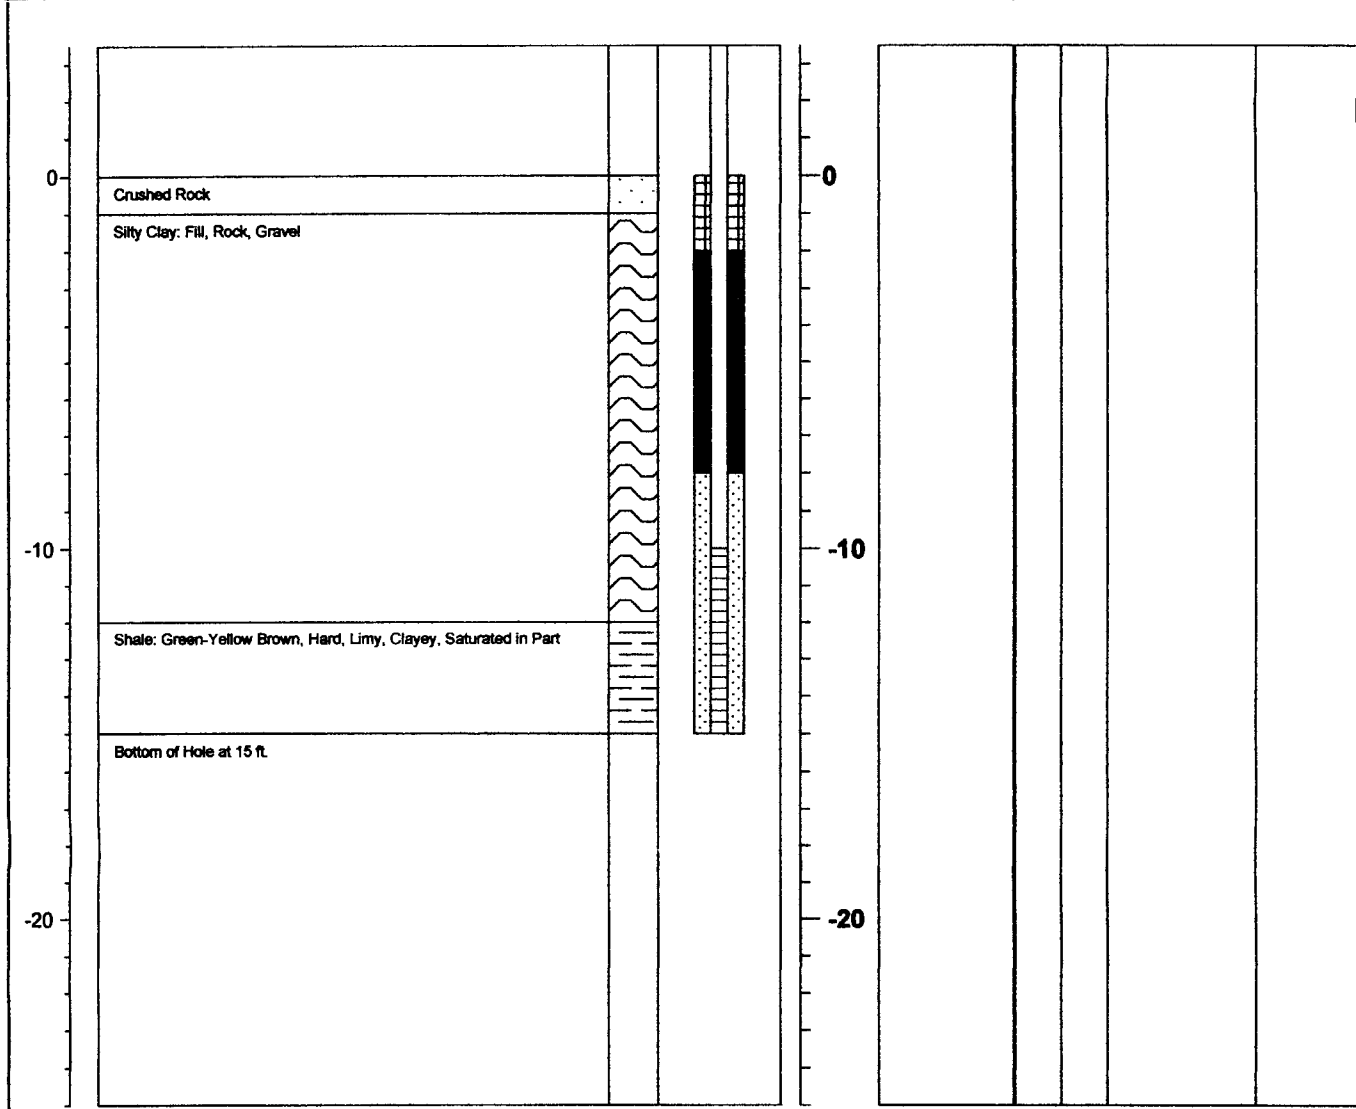 0
Crushed Rock
0
Silty Clay: Fill, Rock, Gravel
-10
-10
Shale: Green-Yellow Brown, Hard, Limy, Clayey, Saturated in Part
Bottom of Hole at 15 ft.
-20
-20